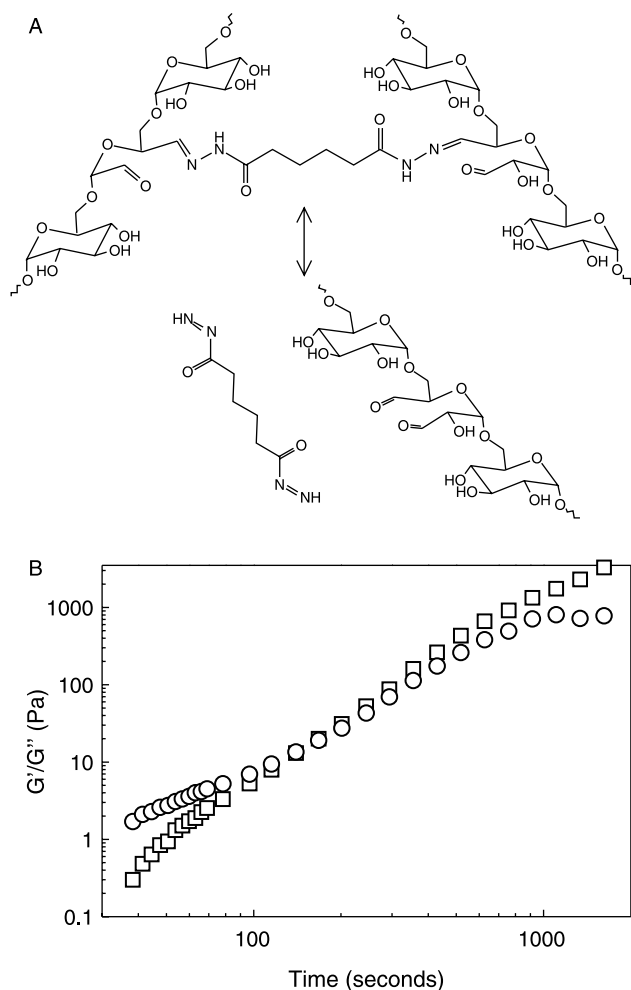 A
O O
O O
OH HO
HO OH HO OH
O O
O H O
O N N O
N H
O O N O OH
O O
O O
OH HO
HO OH HO OH
O O
O
HN N O
HO
HO OH O
O O
O
O
O OH
O
N NH O
HO
HO OH
O
B
G'/G'' (Pa)
1000
100
10
1
0.1
100 1000
Time (seconds)